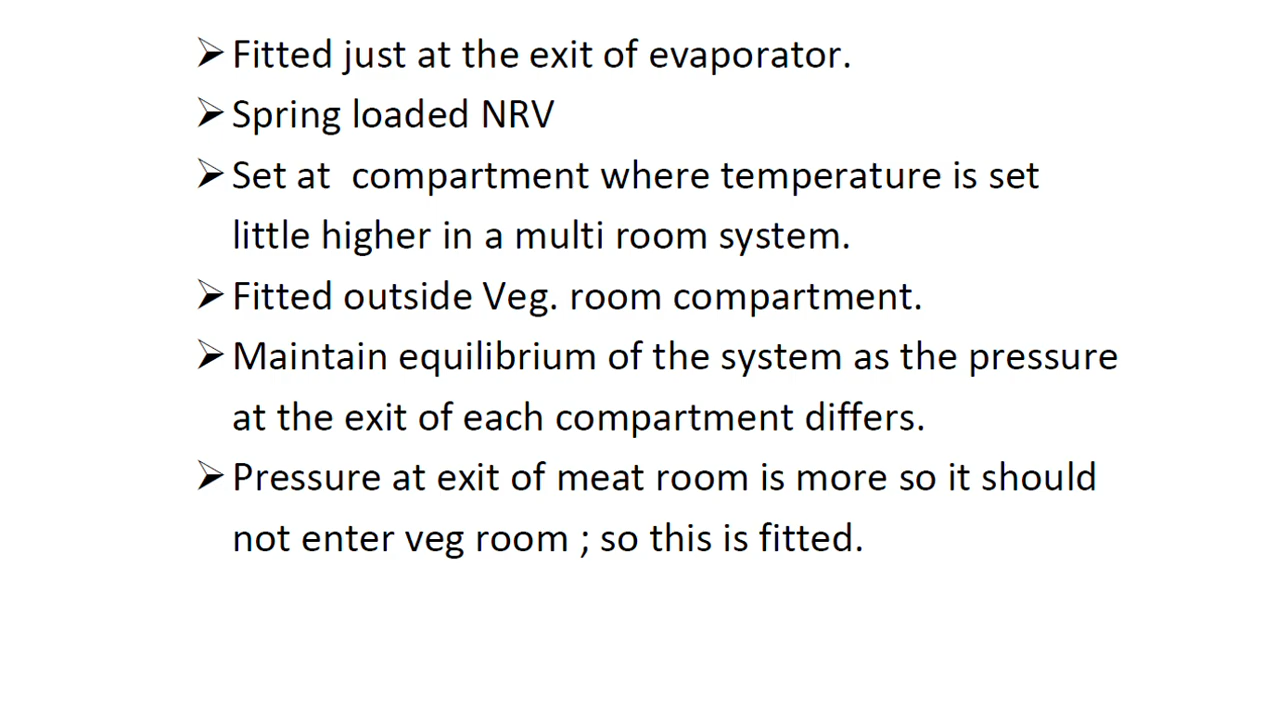 ➢Fitted just at the exit of evaporator.
➢Spring loaded NRV
➢Set at  compartment where temperature is set
little higher in a multi room system.
➢Fitted outside Veg. room compartment.
➢Maintain equilibrium of the system as the pressure
at the exit of each compartment differs.
➢Pressure at exit of meat room is more so it should
not enter veg room ; so this is fitted.